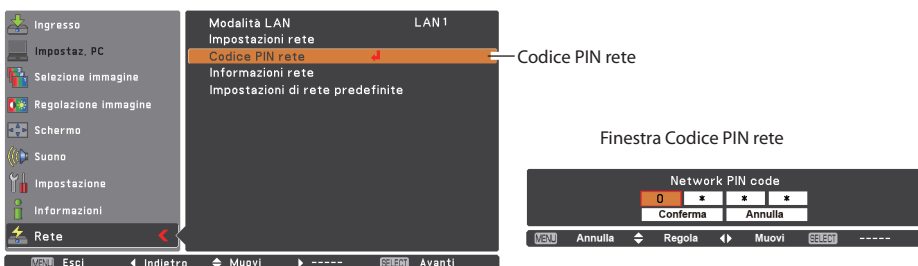 Ingresso
Impostaz. PC
Selezione immagine
Regolazione immagine
Schermo
Suono
Impostazione
Informazioni
Rete
Modalità LAN LAN 1
Impostazioni rete
Codice PIN rete
Informazioni rete
Impostazioni di rete predefinite
MENU Esci Indietro Muovi ----- SELECT Avanti
Codice PIN rete
Finestra Codice PIN rete
Network PIN code
0 * * *
Conferma Annulla
MENU Annulla Regola Muovi SELECT -----